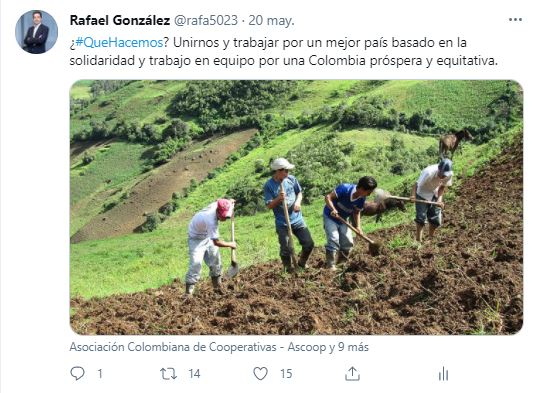 Rafael González @rafa5023 · 20 may.
¿#QueHacemos? Unirnos y trabajar por un mejor país basado en la
solidaridad y trabajo en equipo por una Colombia próspera y equitativa.
Asociación Colombiana de Cooperativas - Ascoop y 9 más
1 14 15